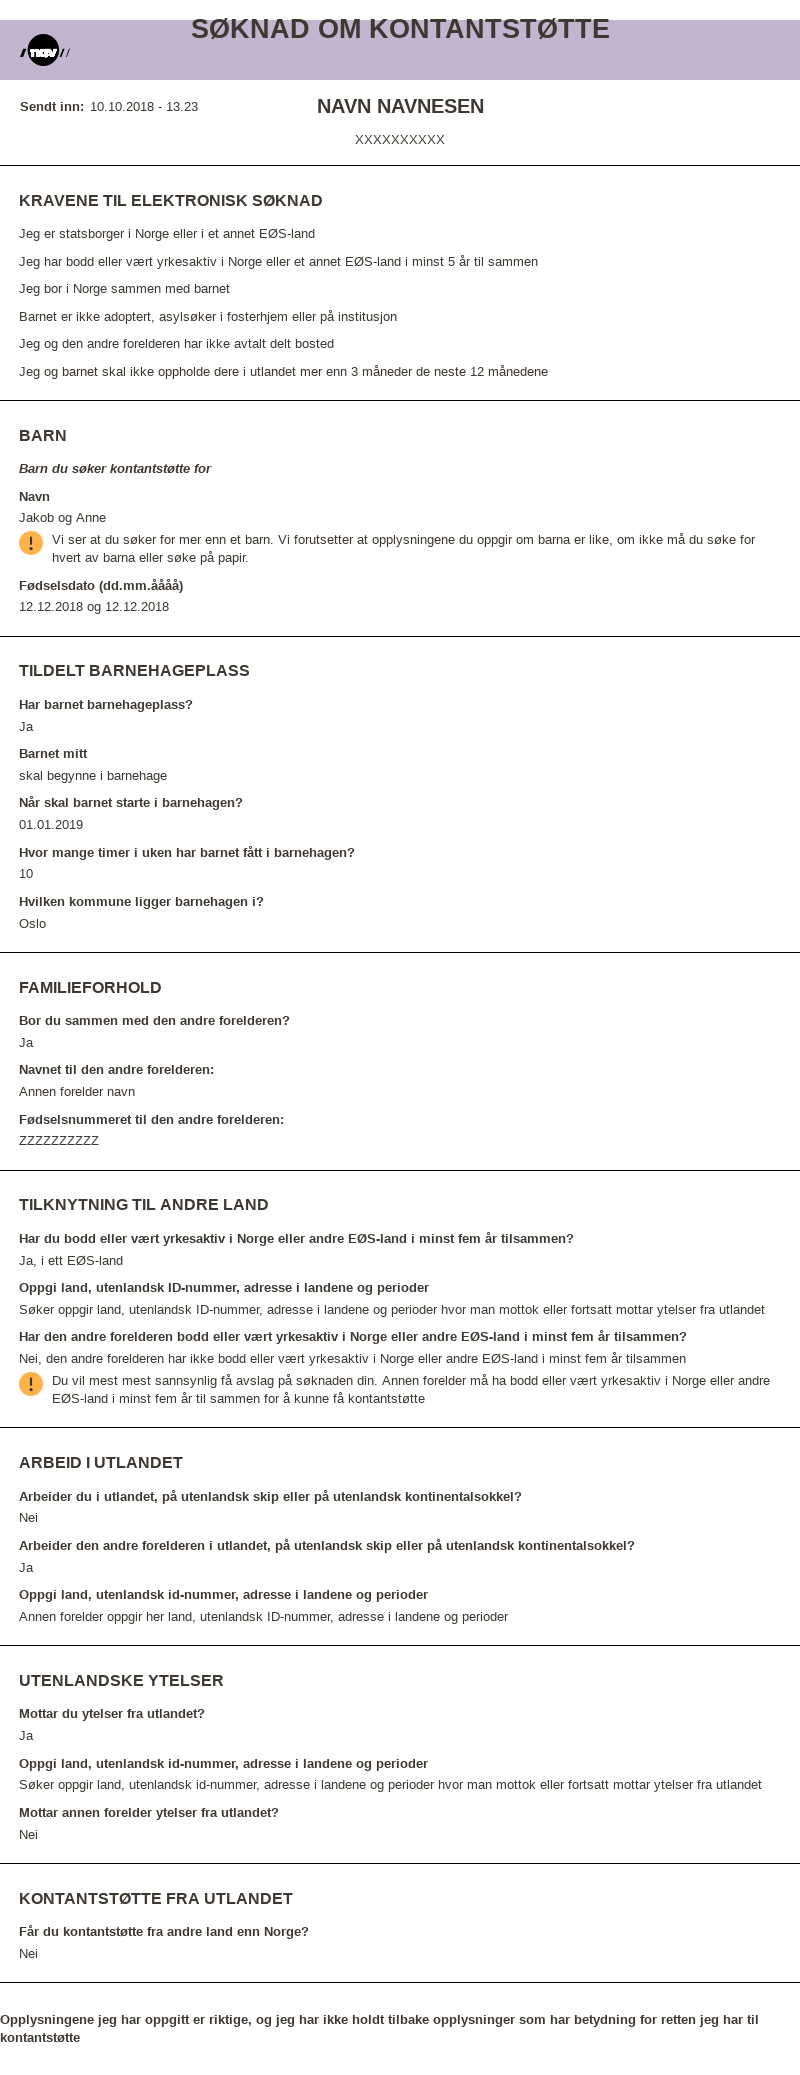 SØKNAD OM KONTANTSTØTTE
nav
Sendt inn: 10.10.2018 - 13.23
NAVN NAVNESEN
XXXXXXXXXX
KRAVENE TIL ELEKTRONISK SØKNAD
Jeg er statsborger i Norge eller i et annet EØS-land
Jeg har bodd eller vært yrkesaktiv i Norge eller et annet EØS-land i minst 5 år til sammen
Jeg bor i Norge sammen med barnet
Barnet er ikke adoptert, asylsøker i fosterhjem eller på institusjon
Jeg og den andre forelderen har ikke avtalt delt bosted
Jeg og barnet skal ikke oppholde dere i utlandet mer enn 3 måneder de neste 12 månedene
BARN
Barn du søker kontantstøtte for
Navn
Jakob og Anne
Vi ser at du søker for mer enn et barn. Vi forutsetter at opplysningene du oppgir om barna er like, om ikke må du søke for
hvert av barna eller søke på papir.
Fødselsdato (dd.mm.åååå)
12.12.2018 og 12.12.2018
TILDELT BARNEHAGEPLASS
Har barnet barnehageplass?
Ja
Barnet mitt
skal begynne i barnehage
Når skal barnet starte i barnehagen?
01.01.2019
Hvor mange timer i uken har barnet fått i barnehagen?
10
Hvilken kommune ligger barnehagen i?
Oslo
FAMILIEFORHOLD
Bor du sammen med den andre forelderen?
Ja
Navnet til den andre forelderen:
Annen forelder navn
Fødselsnummeret til den andre forelderen:
ZZZZZZZZZZ
TILKNYTNING TIL ANDRE LAND
Har du bodd eller vært yrkesaktiv i Norge eller andre EØS-land i minst fem år tilsammen?
Ja, i ett EØS-land
Oppgi land, utenlandsk ID-nummer, adresse i landene og perioder
Søker oppgir land, utenlandsk ID-nummer, adresse i landene og perioder hvor man mottok eller fortsatt mottar ytelser fra utlandet
Har den andre forelderen bodd eller vært yrkesaktiv i Norge eller andre EØS-land i minst fem år tilsammen?
Nei, den andre forelderen har ikke bodd eller vært yrkesaktiv i Norge eller andre EØS-land i minst fem år tilsammen
Du vil mest mest sannsynlig få avslag på søknaden din. Annen forelder må ha bodd eller vært yrkesaktiv i Norge eller andre
EØS-land i minst fem år til sammen for å kunne få kontantstøtte
ARBEID I UTLANDET
Arbeider du i utlandet, på utenlandsk skip eller på utenlandsk kontinentalsokkel?
Nei
Arbeider den andre forelderen i utlandet, på utenlandsk skip eller på utenlandsk kontinentalsokkel?
Ja
Oppgi land, utenlandsk id-nummer, adresse i landene og perioder
Annen forelder oppgir her land, utenlandsk ID-nummer, adresse i landene og perioder
UTENLANDSKE YTELSER
Mottar du ytelser fra utlandet?
Ja
Oppgi land, utenlandsk id-nummer, adresse i landene og perioder
Søker oppgir land, utenlandsk id-nummer, adresse i landene og perioder hvor man mottok eller fortsatt mottar ytelser fra utlandet
Mottar annen forelder ytelser fra utlandet?
Nei
KONTANTSTØTTE FRA UTLANDET
Får du kontantstøtte fra andre land enn Norge?
Nei
Opplysningene jeg har oppgitt er riktige, og jeg har ikke holdt tilbake opplysninger som har betydning for retten jeg har til
kontantstøtte